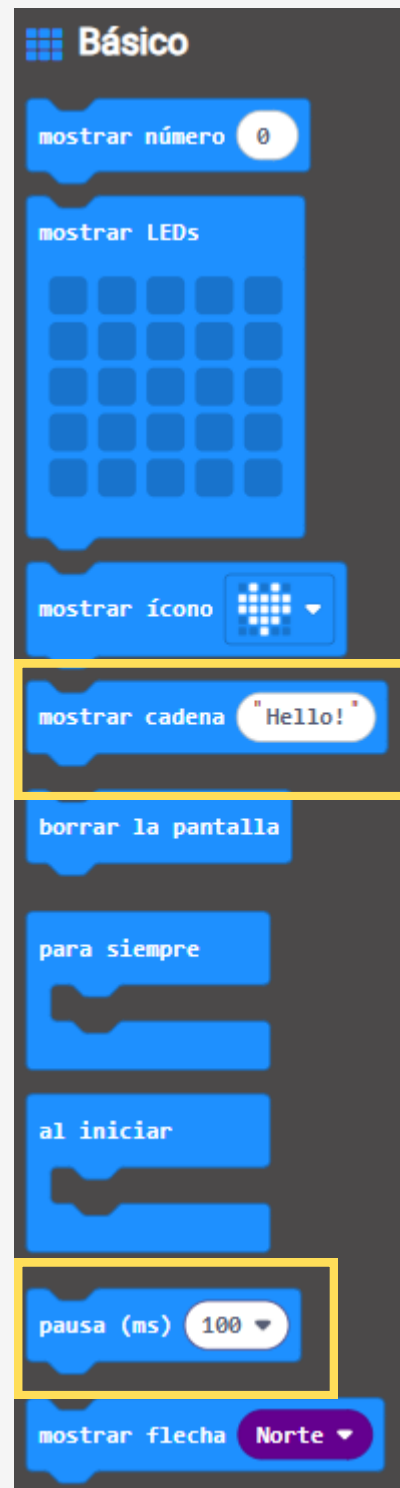 Básico
mostrar número 0
mostrar LEDs
mostrar ícono
mostrar cadena "Hello!"
borrar la pantalla
para siempre
al iniciar
pausa (ms) 100
mostrar flecha Norte